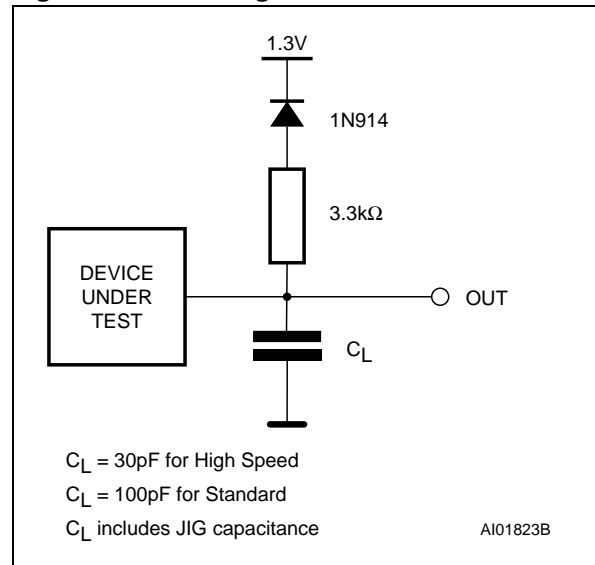 1.3V
1N914
3.3kΩ
DEVICE
UNDER
TEST
OUT
CL
CL = 30pF for High Speed
CL = 100pF for Standard
CL includes JIG capacitance
AI01823B